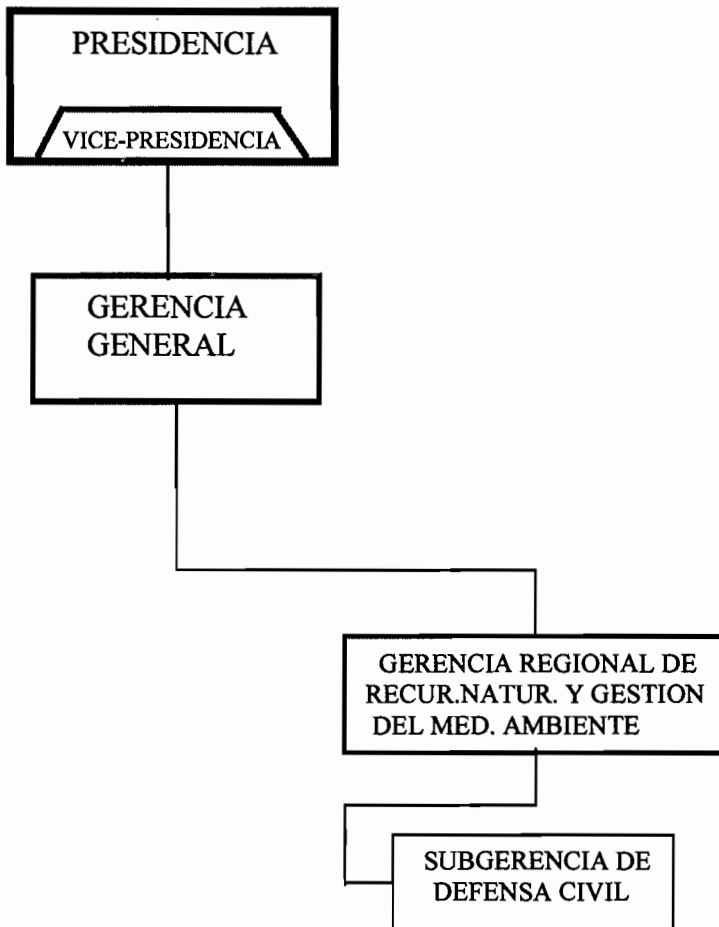 PRESIDENCIA
VICE-PRESIDENCIA
GERENCIA
GENERAL
GERENCIA REGIONAL DE
RECUR.NATUR. Y GESTION
DEL MED. AMBIENTE
SUBGERENCIA DE
DEFENSA CIVIL